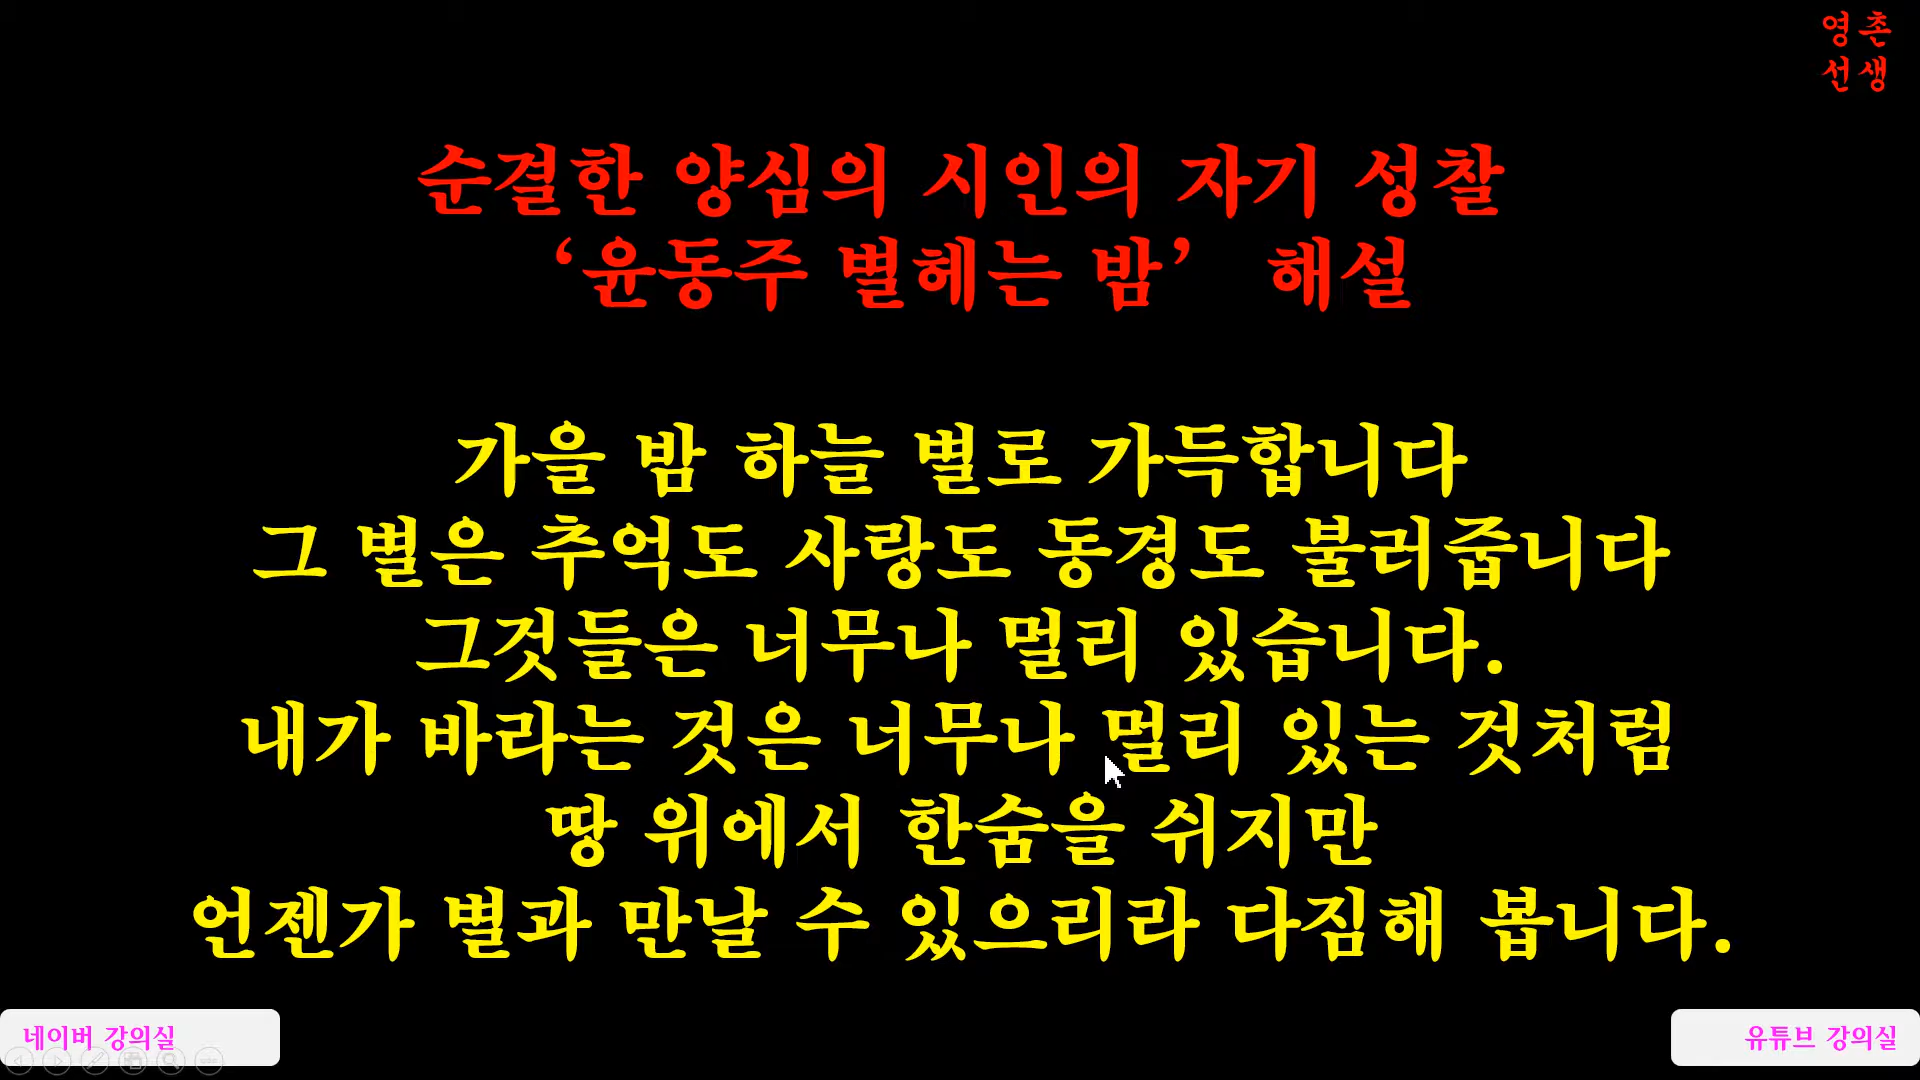 영촌
선생
순결한 양심의 시인의 자기 성찰
‘윤동주 별헤는 밤’ 해설
가을 밤 하늘 별로 가득합니다
그 별은 추억도 사랑도 동경도 불러줍니다
그것들은 너무나 멀리 있습니다.
내가 바라는 것은 너무나 멀리 있는 것처럼
땅 위에서 한숨을 쉬지만
언젠가 별과 만날 수 있으리라 다짐해 봅니다.
네이버 강의실
유튜브 강의실